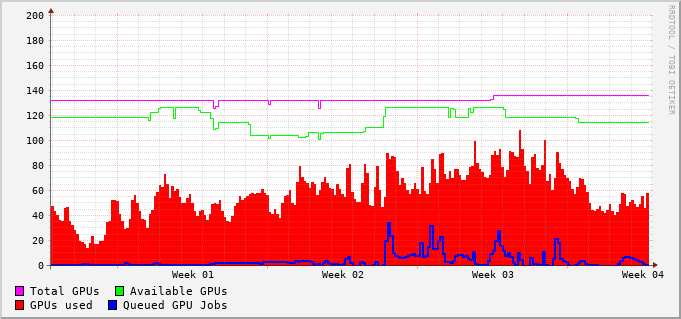 200
180
160
140
120
100
80
60
40
20
0
Week 01 Week 02 Week 03 Week 04
Total GPUs Available GPUs
GPUs used Queued GPU Jobs
RRDTOOL / TOBI OETIKER